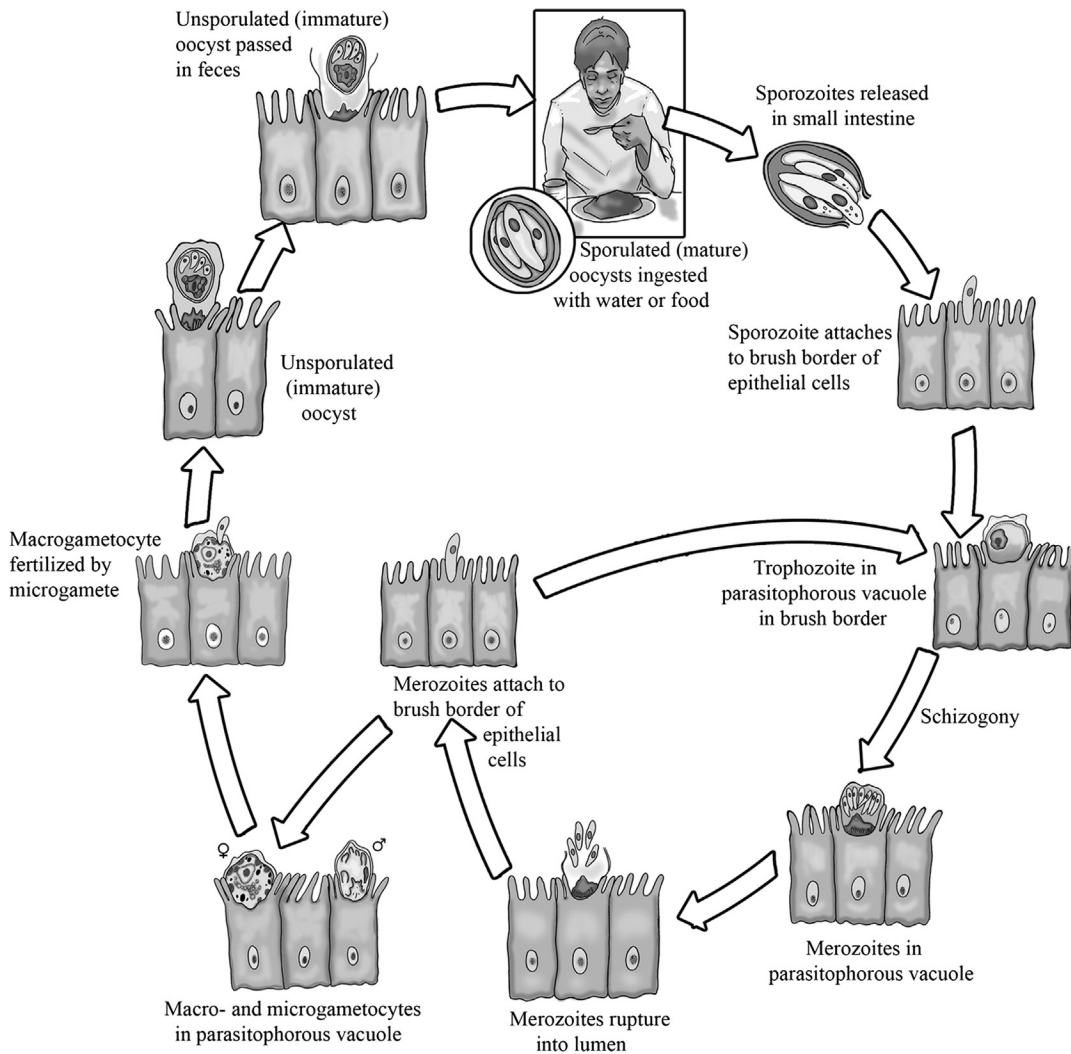 Unsporulated (immature)
oocyst passed
in feces
Sporozoites released
in small intestine
Sporulated (mature)
oocysts ingested
with water or food
Sporozoite attaches
to brush border of
epithelial cells
Unsporulated
(immature)
oocyst
Macrogametocyte
fertilized by
microgamete
Trophozoite in
parasitophorous vacuole
in brush border
Merozoites attach to
brush border of
epithelial
cells
Schizogony
♀
♂
Merozoites in
parasitophorous vacuole
Macro- and microgametocytes
in parasitophorous vacuole
Merozoites rupture
into lumen